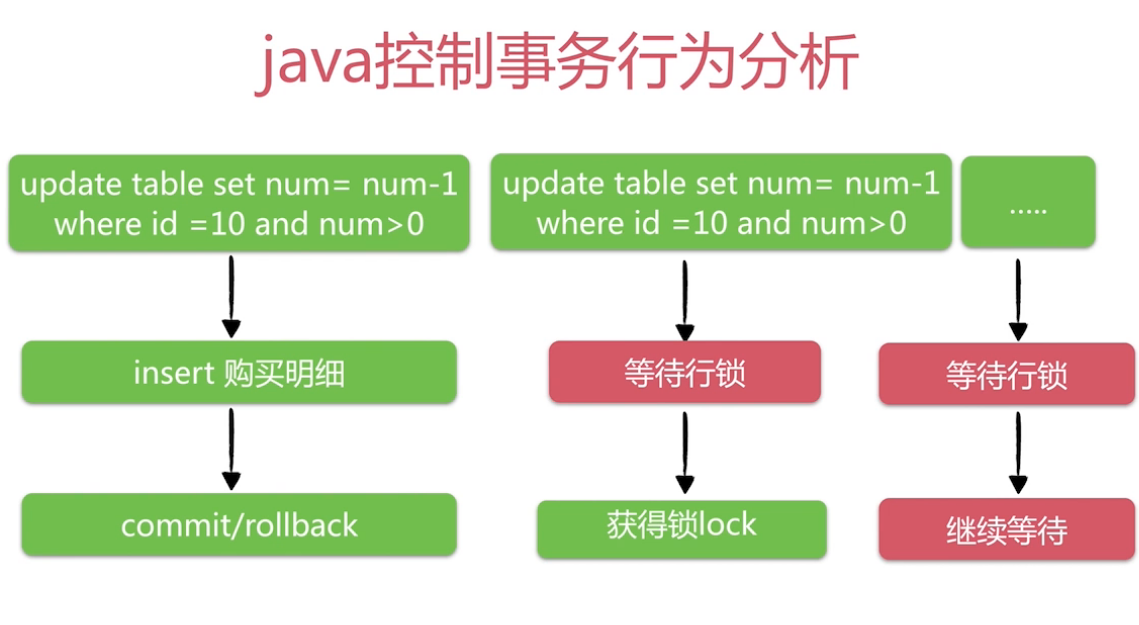 java控制事务行为分析
update table set num= num-1
where id =10 and num>0
update table set num= num-1
where id =10 and num>0
.....
insert 购买明细
等待行锁
等待行锁
commit/rollback
获得锁lock
继续等待